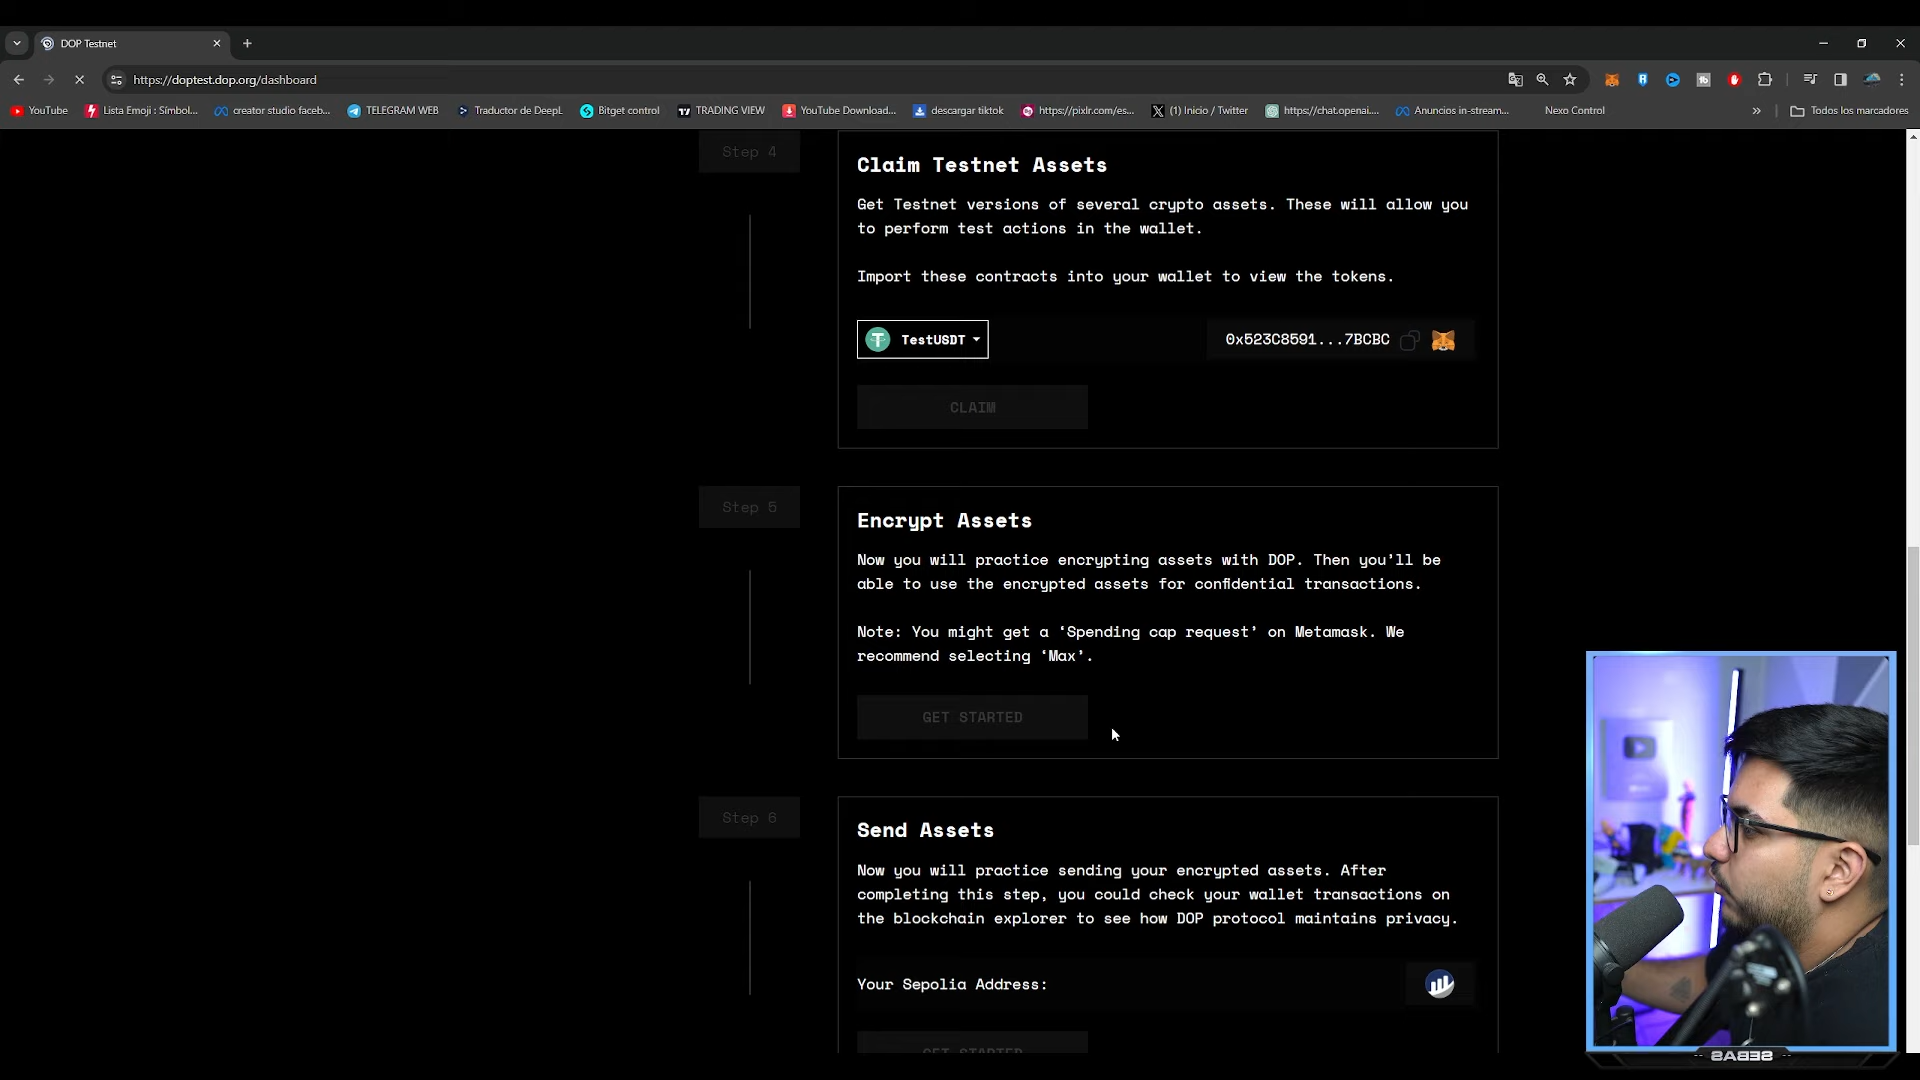 DOP Testnet
https://doptest.dop.org/dashboard
YouTube
Lista Emoji : Símbol...
creator studio faceb...
TELEGRAM WEB
Traductor de DeepL
Bitget control
TRADING VIEW
YouTube Download...
descargar tiktok
https://pixlr.com/es...
(1) Inicio / Twitter
https://chat.openai....
Anuncios in-stream...
Nexo Control
»
Todos los marcadores
Step 4
Claim Testnet Assets
Get Testnet versions of several crypto assets. These will allow you
to perform test actions in the wallet.
Import these contracts into your wallet to view the tokens.
TestUSDT
0x523C8591...7BCBC
CLAIM
Step 5
Encrypt Assets
Now you will practice encrypting assets with DOP. Then you’ll be
able to use the encrypted assets for confidential transactions.
Note: You might get a ‘Spending cap request’ on Metamask. We
recommend selecting ‘Max’.
GET STARTED
Step 6
Send Assets
Now you will practice sending your encrypted assets. After
completing this step, you could check your wallet transactions on
the blockchain explorer to see how DOP protocol maintains privacy.
Your Sepolia Address:
GET STARTED
SABES